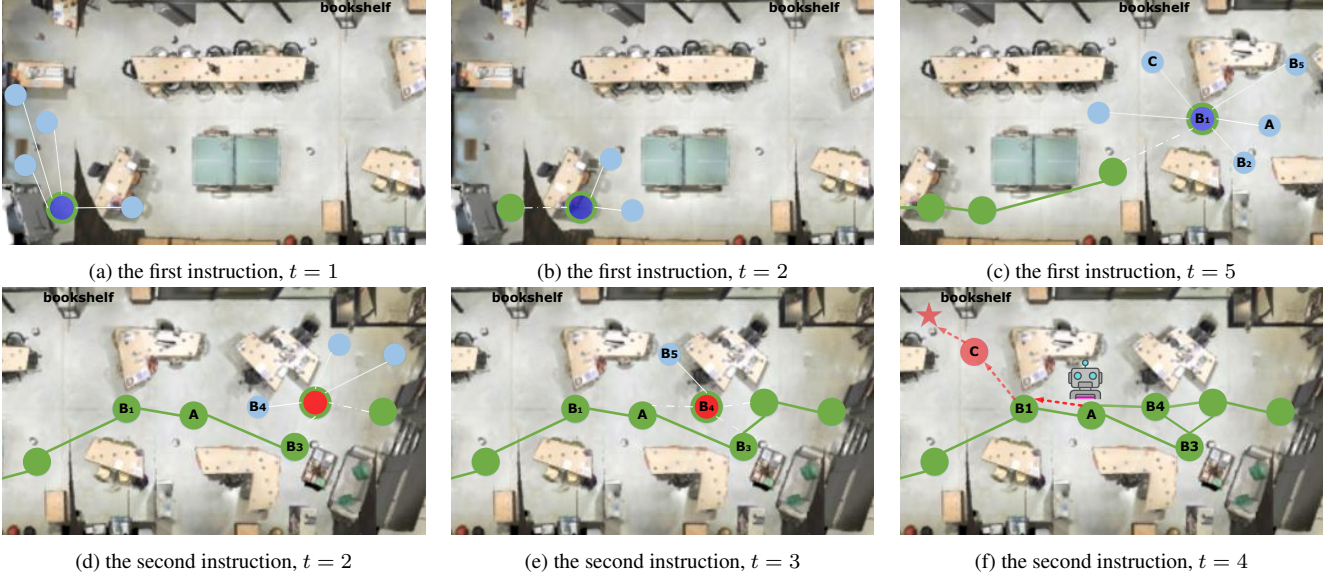 bookshelf
bookshelf
bookshelf
C
B₅
B₁
A
B₂
(a) the first instruction, t = 1
(b) the first instruction, t = 2
(c) the first instruction, t = 5
bookshelf
bookshelf
bookshelf
B4
B₁
A
B3
B₅
B₁
A
B₄
B₃
C
B1
A
B4
B3
(d) the second instruction, t = 2
(e) the second instruction, t = 3
(f) the second instruction, t = 4